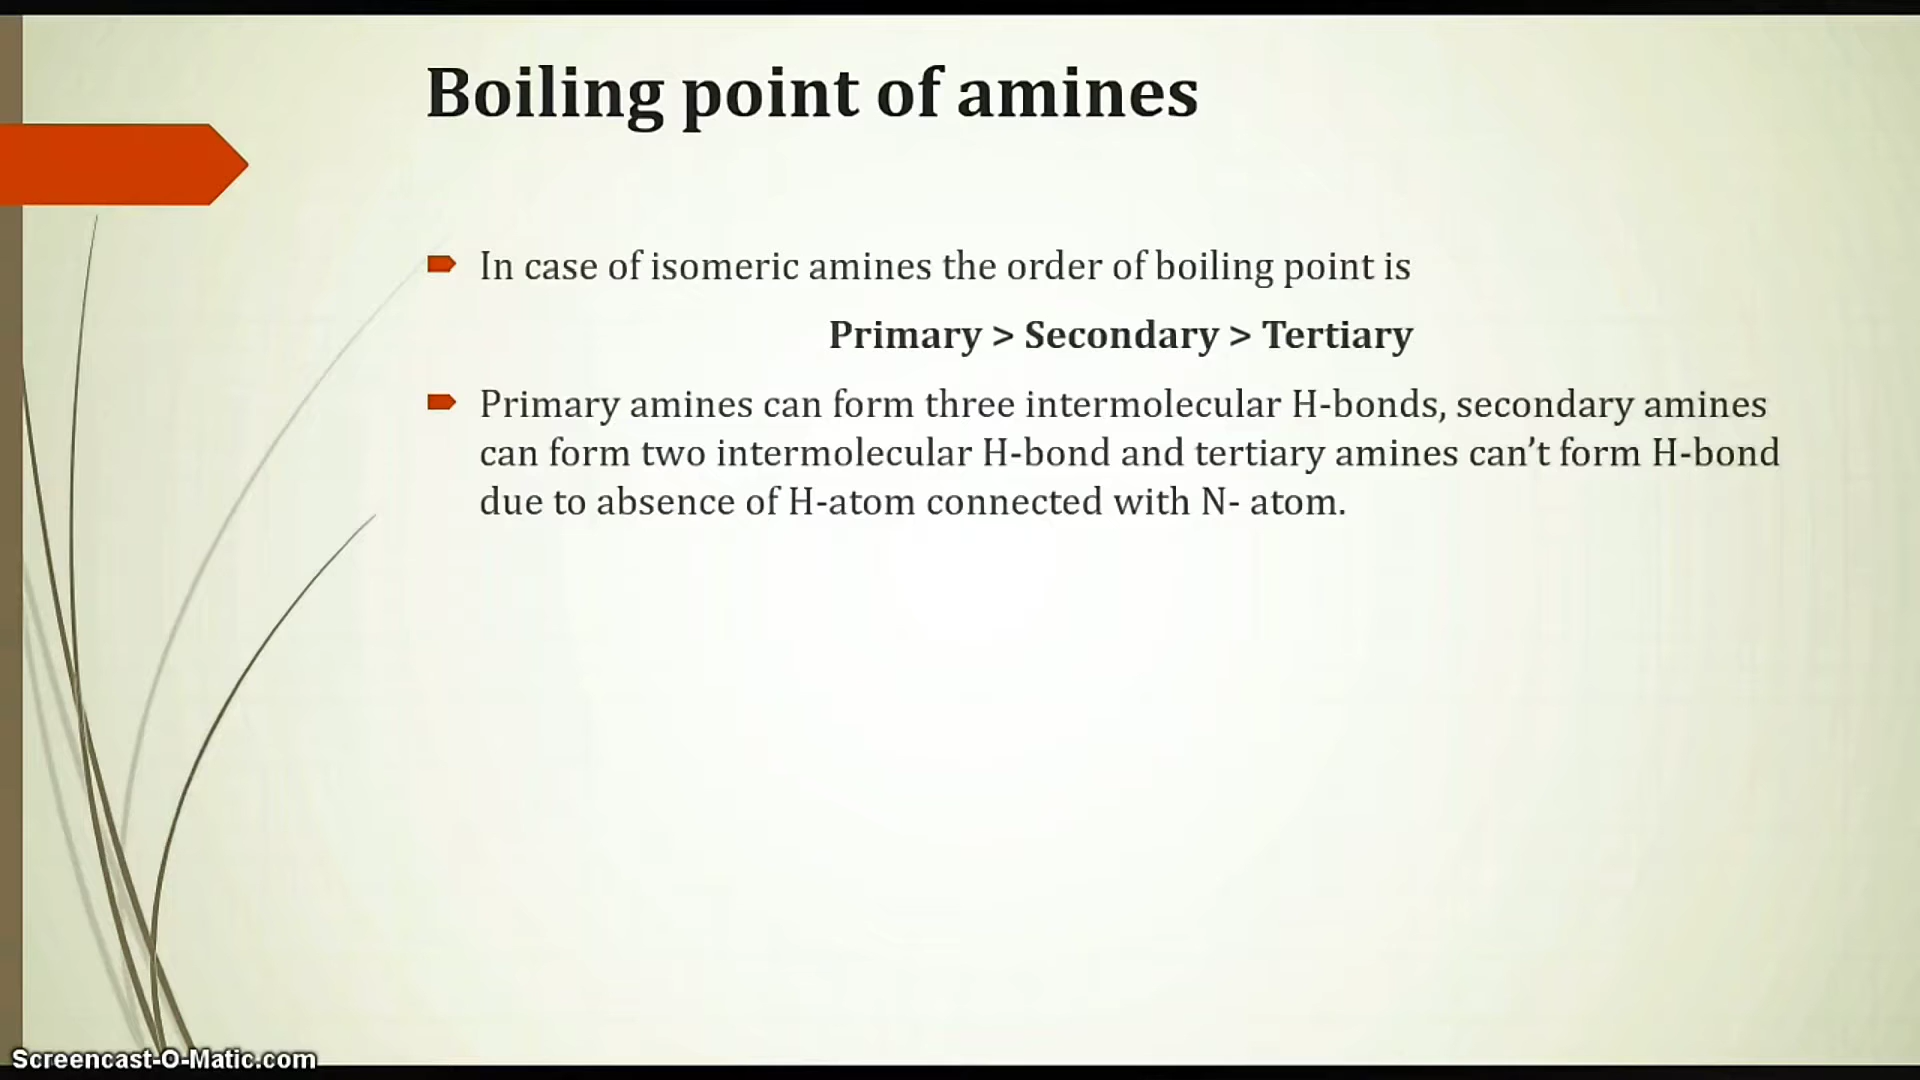 Boiling point of amines
In case of isomeric amines the order of boiling point is
Primary > Secondary > Tertiary
Primary amines can form three intermolecular H-bonds, secondary amines
can form two intermolecular H-bond and tertiary amines can’t form H-bond
due to absence of H-atom connected with N- atom.
Screencast-O-Matic.com